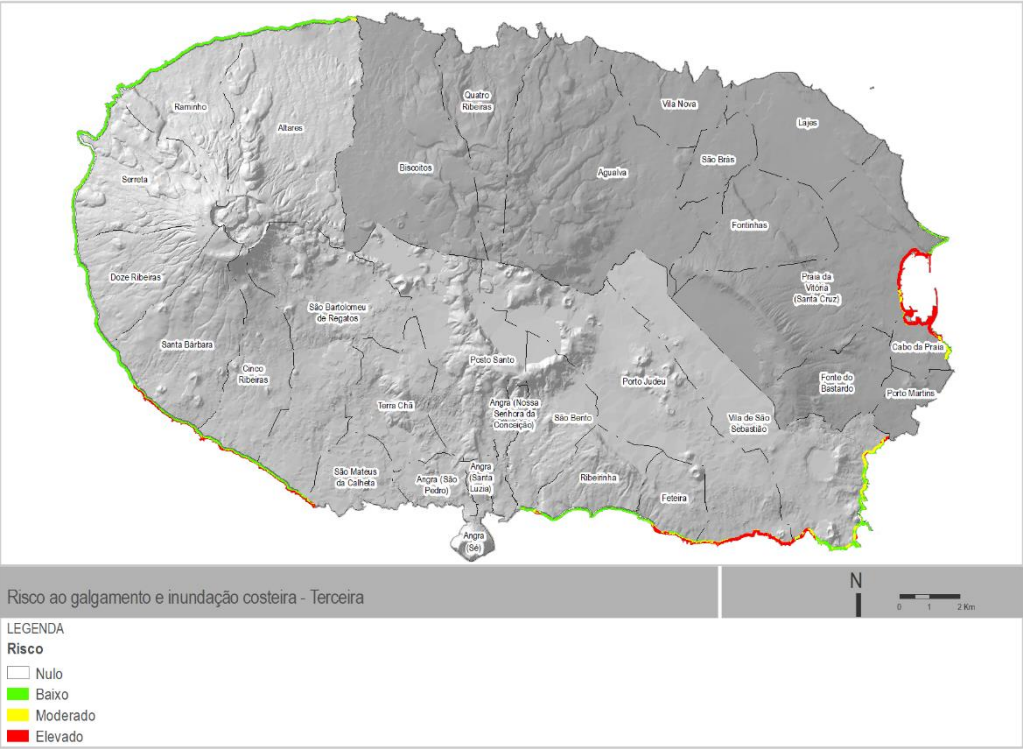 Quatro
Ribeiras
Vila Nova
Raminho
Lajes
Altares
São Brás
Biscoitos
Agualva
Serreta
Fontinhas
Doze Ribeiras
Praia da
Vitória
(Santa Cruz)
São Bartolomeu
de Regatos
Santa Bárbara
Cabo da Praia
Posto Santo
Cinco
Ribeiras
Porto Judeu
Fonte do
Bastardo
Porto Martins
Terra Chã
Angra (Nossa
Senhora da
Conceição)
São Bento
Vila de São
Sebastião
São Mateus
da Calheta
Angra (São
Pedro)
Angra
(Santa
Luzia)
Ribeirinha
Feteira
Angra
(Sé)
Risco ao galgamento e inundação costeira - Terceira
N
0 1 2 Km
LEGENDA
Risco
Nulo
Baixo
Moderado
Elevado